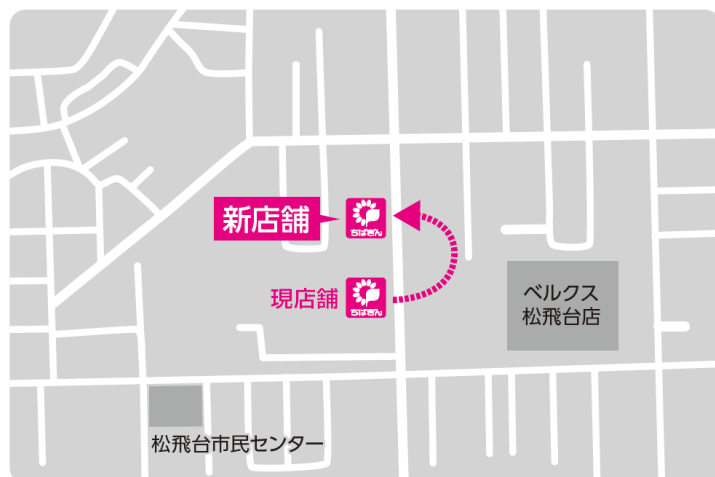 新店舗
ちばぎん
現店舗
ちばぎん
ベルクス
松飛台店
松飛台市民センター